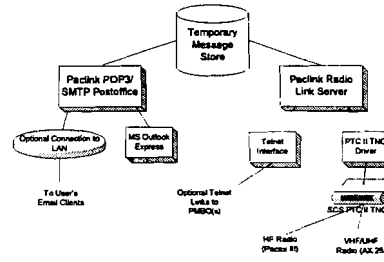 Temporary
Message
Store
Paclink POP3/
SMTP Postoffice
Paclink Radio
Link Server
Optional Connection to
LAN
MS Outlook
Express
Telnet
Interface
PTC II TNC
Driver
To User's
Email Clients
Optional Telnet
Links to
PMBO(s)
SCS PTC II TNC
HF Radio
(Pactor III)
VHF/UHF
Radio (AX.25